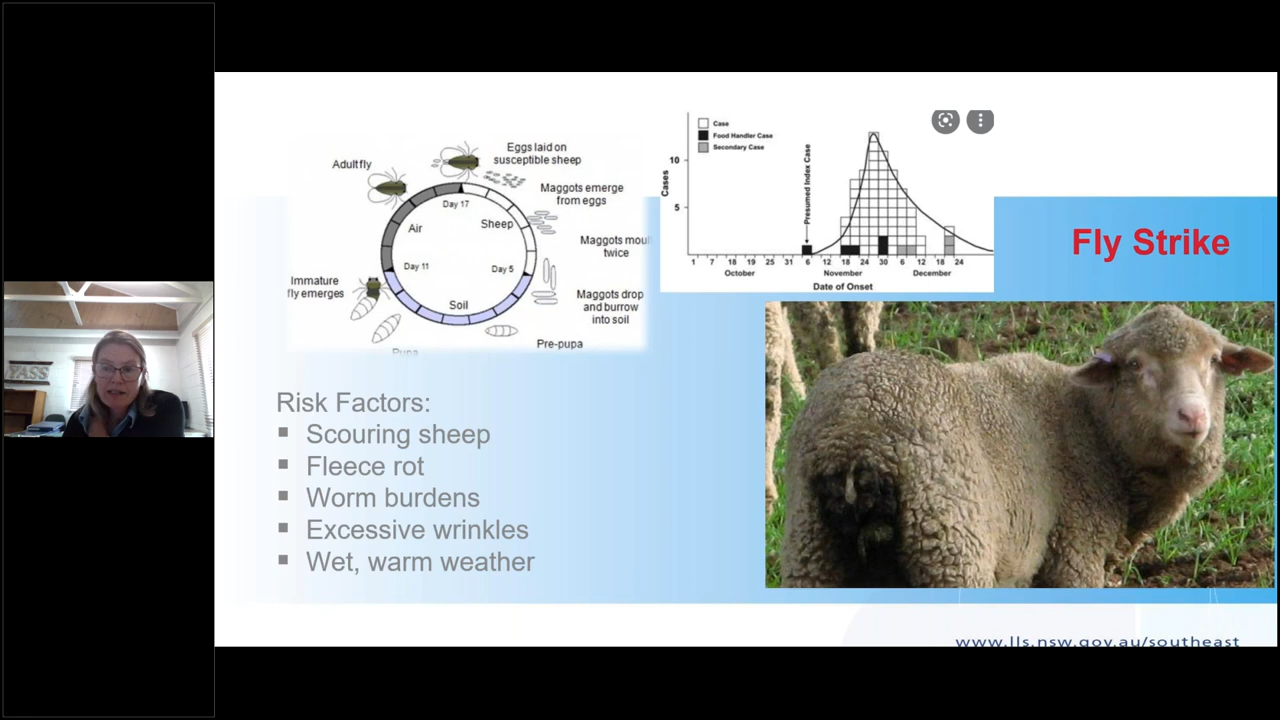 Fly Strike
Adult fly
Eggs laid on
susceptible sheep
Maggots emerge
from eggs
Maggots moul
twice
Maggots drop
and burrow
into soil
Pre-pupa
Pupa
Immature
fly emerges
Day 17
Sheep
Air
Day 11
Day 5
Soil
Case
Food Handler Case
Secondary Case
Cases
10
5
Presumed Index Case
1 7 13 19 25 31 6 12 18 24 30 6 12 18 24
October November December
Date of Onset
Risk Factors:
Scouring sheep
Fleece rot
Worm burdens
Excessive wrinkles
Wet, warm weather
www.lls.nsw.gov.au/southeast